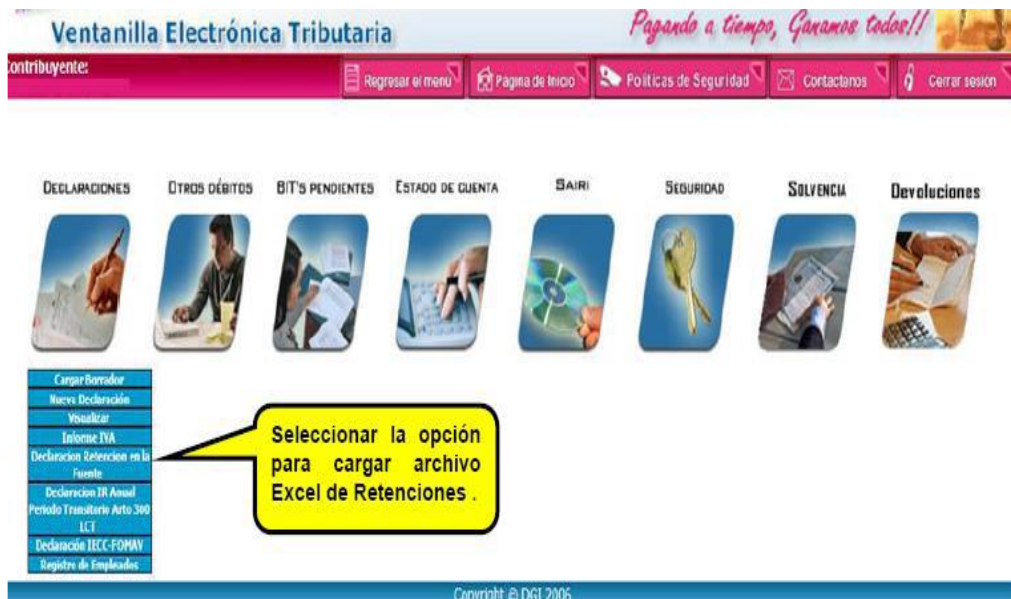 Ventanilla Electrónica Tributaria
Pagando a tiempo, Ganamos todos!!
Contribuyente:
Regresar el menú
Página de Inicio
Políticas de Seguridad
Contactanos
Cerrar sesion
DECLARACIONES
OTROS DÉBITOS
BIT'S PENDIENTES
ESTADO DE CUENTA
SAIRI
SEGURIDAD
SOLVENCIA
Devoluciones
Cargar Borrador
Nueva Declaración
Visualizar
Informe IVA
Declaracion Retencion en la
Fuente
Declaracion IR Anual
Periodo Transitorio Arto 300
LCT
Declaración IECC-FOMAV
Registro de Empleados
Seleccionar la opción
para cargar archivo
Excel de Retenciones .
Copyright © DGI 2006